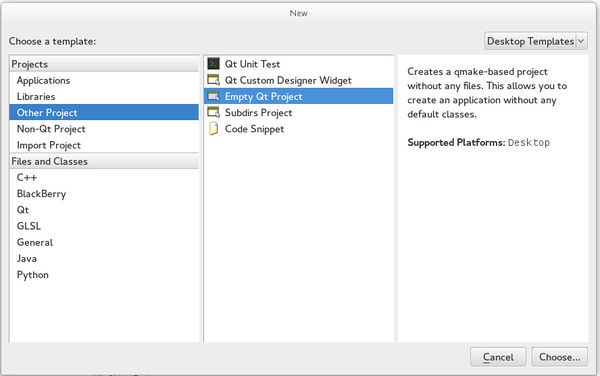 New
Choose a template:
Desktop Templates
Projects
Applications
Libraries
Other Project
Non-Qt Project
Import Project
Files and Classes
C++
BlackBerry
Qt
GLSL
General
Java
Python
Qt Unit Test
Qt Custom Designer Widget
Empty Qt Project
Subdirs Project
Code Snippet
Creates a qmake-based project
without any files. This allows you to
create an application without any
default classes.
Supported Platforms: Desktop
Cancel
Choose...